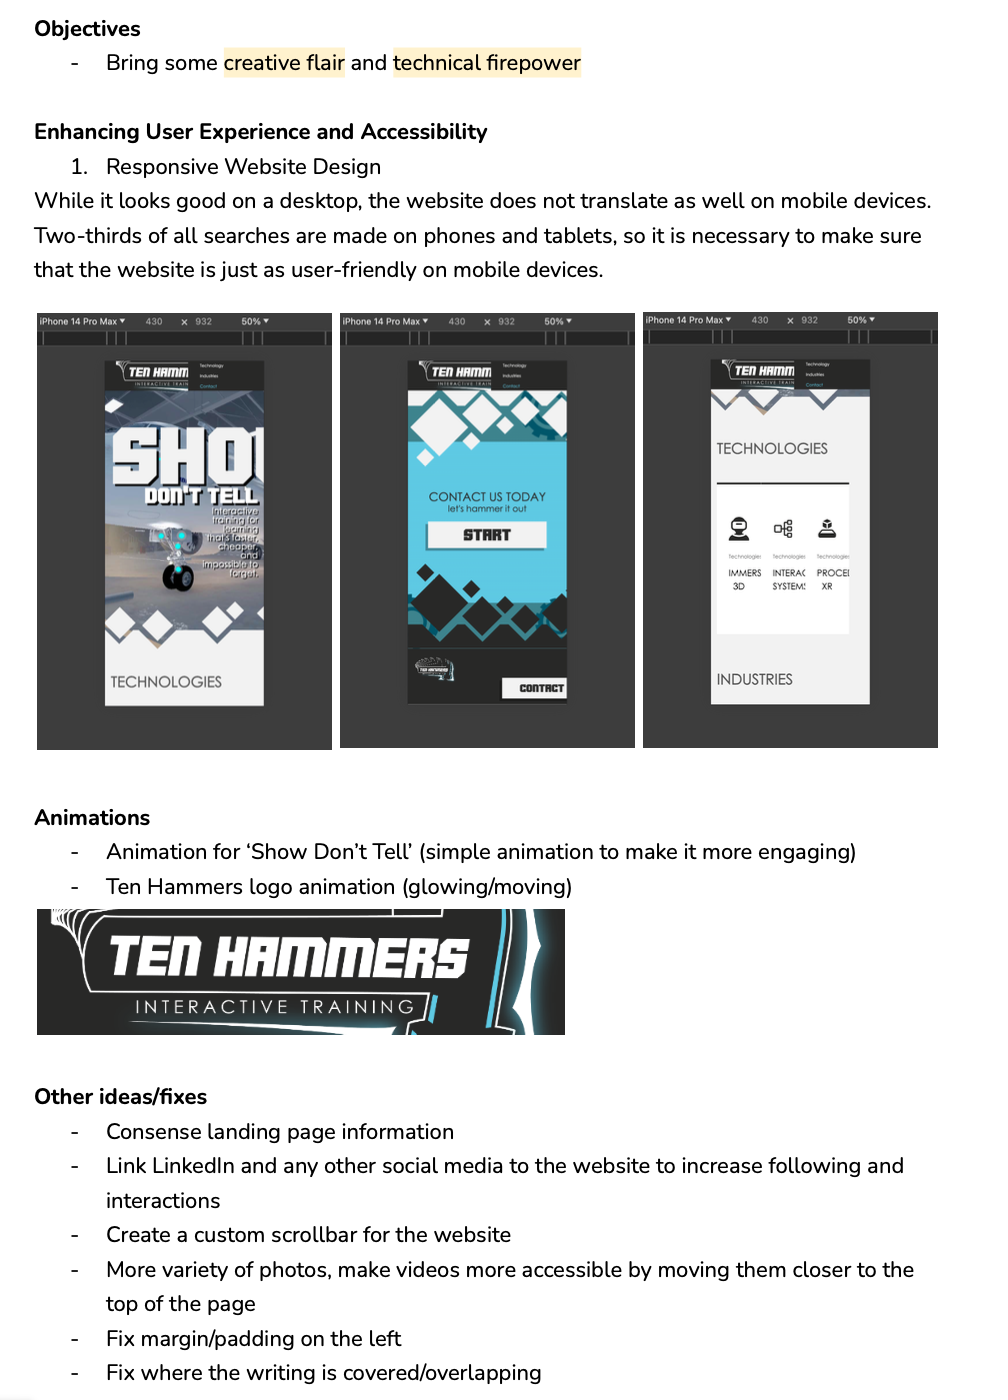 Objectives
- Bring some creative flair and technical firepower
Enhancing User Experience and Accessibility
1. Responsive Website Design
While it looks good on a desktop, the website does not translate as well on mobile devices.
Two-thirds of all searches are made on phones and tablets, so it is necessary to make sure
that the website is just as user-friendly on mobile devices.
iPhone 14 Pro Max ▾ 430 × 932 50% ▾
TEN HAMM
INTERACTIVE TRAIN
Technology
Industries
Contact
SHO
DON'T TELL
Interactive
training for
learning
that's faster,
cheaper,
and
impossible to
forget.
TECHNOLOGIES
iPhone 14 Pro Max ▾ 430 × 932 50% ▾
TEN HAMM
INTERACTIVE TRAIN
Technology
Industries
Contact
CONTACT US TODAY
let's hammer it out
START
TEN HAMMERS
CONTACT
iPhone 14 Pro Max ▾ 430 × 932 50% ▾
TEN HAMM
INTERACTIVE TRAIN
Technology
Industries
Contact
TECHNOLOGIES
Technologies Technologies Technologies
IMMERS INTERAC PROCE
3D SYSTEM XR
INDUSTRIES
Animations
- Animation for ‘Show Don’t Tell’ (simple animation to make it more engaging)
- Ten Hammers logo animation (glowing/moving)
TEN HAMMERS
INTERACTIVE TRAINING
Other ideas/fixes
- Consense landing page information
- Link LinkedIn and any other social media to the website to increase following and
interactions
- Create a custom scrollbar for the website
- More variety of photos, make videos more accessible by moving them closer to the
top of the page
- Fix margin/padding on the left
- Fix where the writing is covered/overlapping